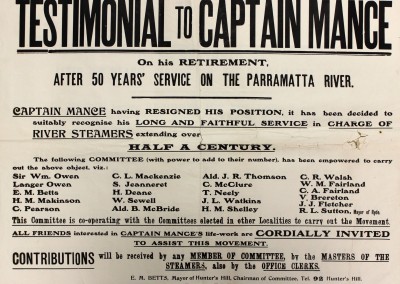 TESTIMONIAL TO CAPTAIN MANCE
On his RETIREMENT,
AFTER 50 YEARS' SERVICE ON THE PARRAMATTA RIVER.
CAPTAIN MANCE having RESIGNED HIS POSITION, it has been decided to
suitably recognise his LONG AND FAITHFUL SERVICE in CHARGE OF
RIVER STEAMERS extending over
HALF A CENTURY.
The following COMMITTEE (with power to add to their number), has been empowered to carry
out the above object, viz.:
Sir Wm. Owen C. L. Mackenzie Ald. J. R. Thomson C. R. Walsh
Langer Owen S. Jeanneret C. McClure W. M. Fairland
E. M. Betts H. Deane T. Neely C. A. Fairland
H. M. Makinson W. Sewell J. L. Watkins V. Brereton
C. Pearson Ald. B. McBride H. M. Shelley J. J. Fletcher
R. L. Sutton, Mayor of Ryde
This Committee is co-operating with the Committees elected in other Localities to carry out the Movement.
ALL FRIENDS interested in CAPTAIN MANCE'S life-work are CORDIALLY INVITED
TO ASSIST THIS MOVEMENT.
CONTRIBUTIONS will be received by any MEMBER OF COMMITTEE, by the MASTERS OF THE
STEAMERS, also by the OFFICE CLERKS.
E. M. BETTS, Mayor of Hunter's Hill, Chairman of Committee. Tel. 92 Hunter's Hill.